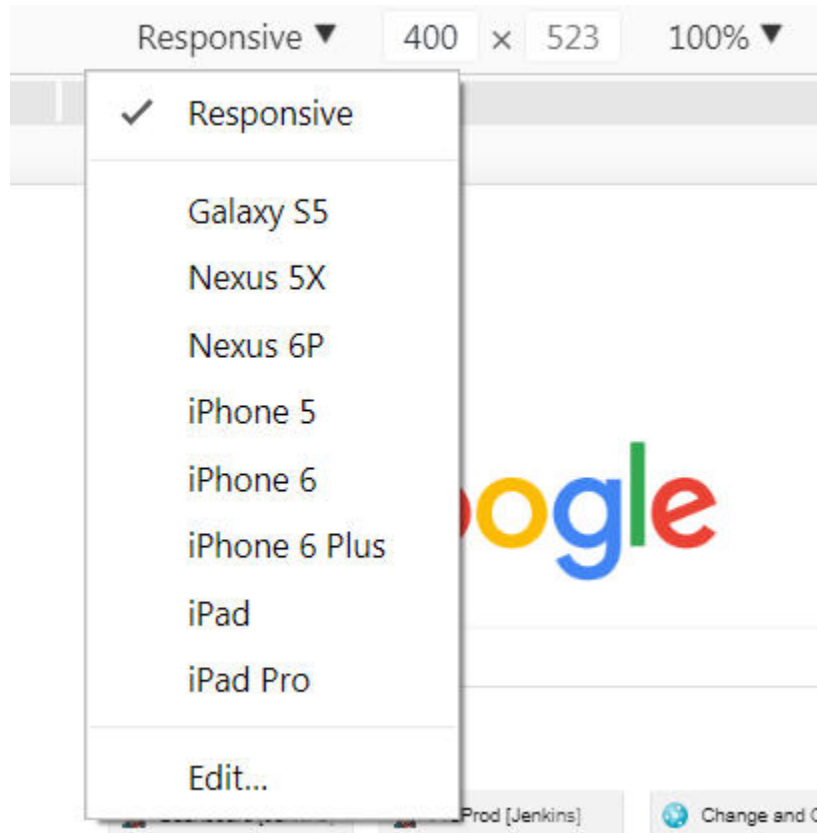 Responsive ▼ 400 × 523 100% ▼
✓ Responsive
Galaxy S5
Nexus 5X
Nexus 6P
iPhone 5
iPhone 6
iPhone 6 Plus
iPad
iPad Pro
Edit...
ogle
Prod [Jenkins]
Change and